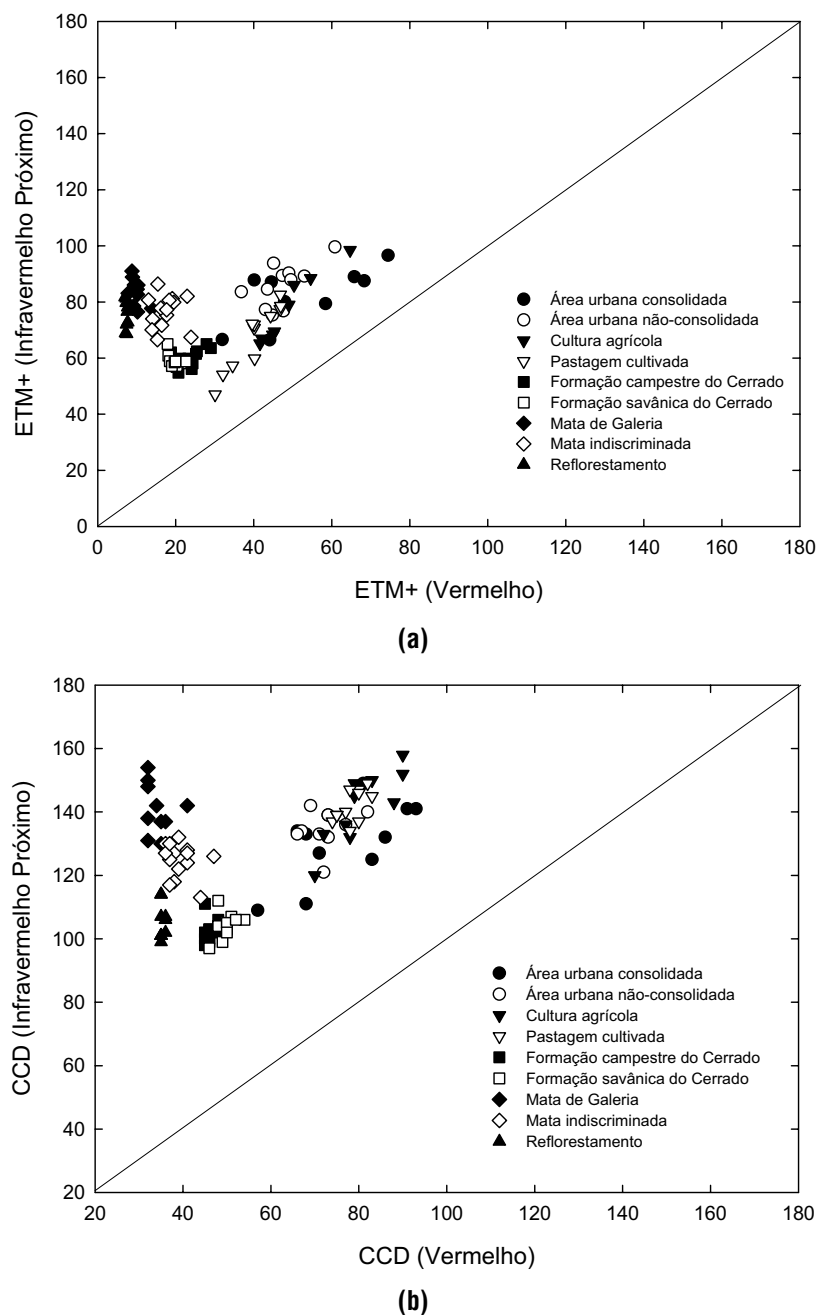 180
160
140
120
100
80
60
40
20
0
ETM+ (Infravermelho Próximo)
Área urbana consolidada
Área urbana não-consolidada
Cultura agrícola
Pastagem cultivada
Formação campestre do Cerrado
Formação savânica do Cerrado
Mata de Galeria
Mata indiscriminada
Reflorestamento
0 20 40 60 80 100 120 140 160 180
ETM+ (Vermelho)
(a)
180
160
140
120
100
80
60
40
20
CCD (Infravermelho Próximo)
Área urbana consolidada
Área urbana não-consolidada
Cultura agrícola
Pastagem cultivada
Formação campestre do Cerrado
Formação savânica do Cerrado
Mata de Galeria
Mata indiscriminada
Reflorestamento
20 40 60 80 100 120 140 160 180
CCD (Vermelho)
(b)